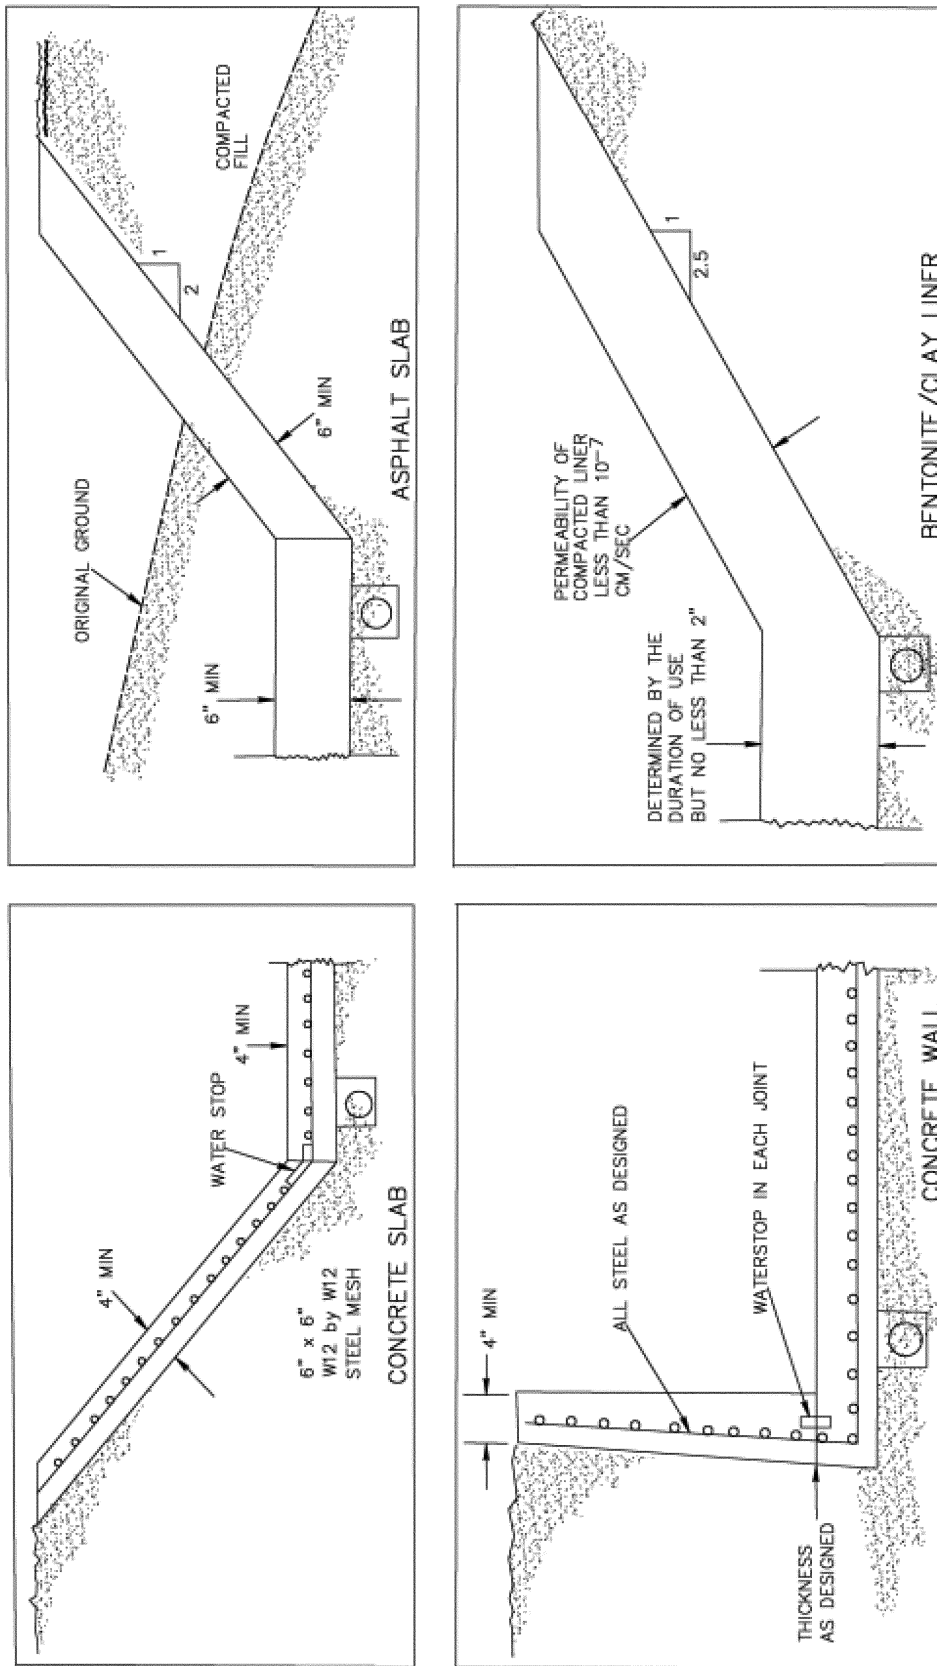 4" MIN
WATER STOP
4" MIN
6" x 6"
W12 by W12
STEEL MESH
CONCRETE SLAB
ORIGINAL GROUND
COMPACTED
FILL
6" MIN
1
2
6" MIN
ASPHALT SLAB
4" MIN
ALL STEEL AS DESIGNED
WATERSTOP IN EACH JOINT
THICKNESS
AS DESIGNED
CONCRETE WALL
PERMEABILITY OF
COMPACTED LINER
LESS THAN 10-7
CM/SEC
DETERMINED BY THE
DURATION OF USE
BUT NO LESS THAN 2"
1
2.5
BENTONITE/CLAY LINER